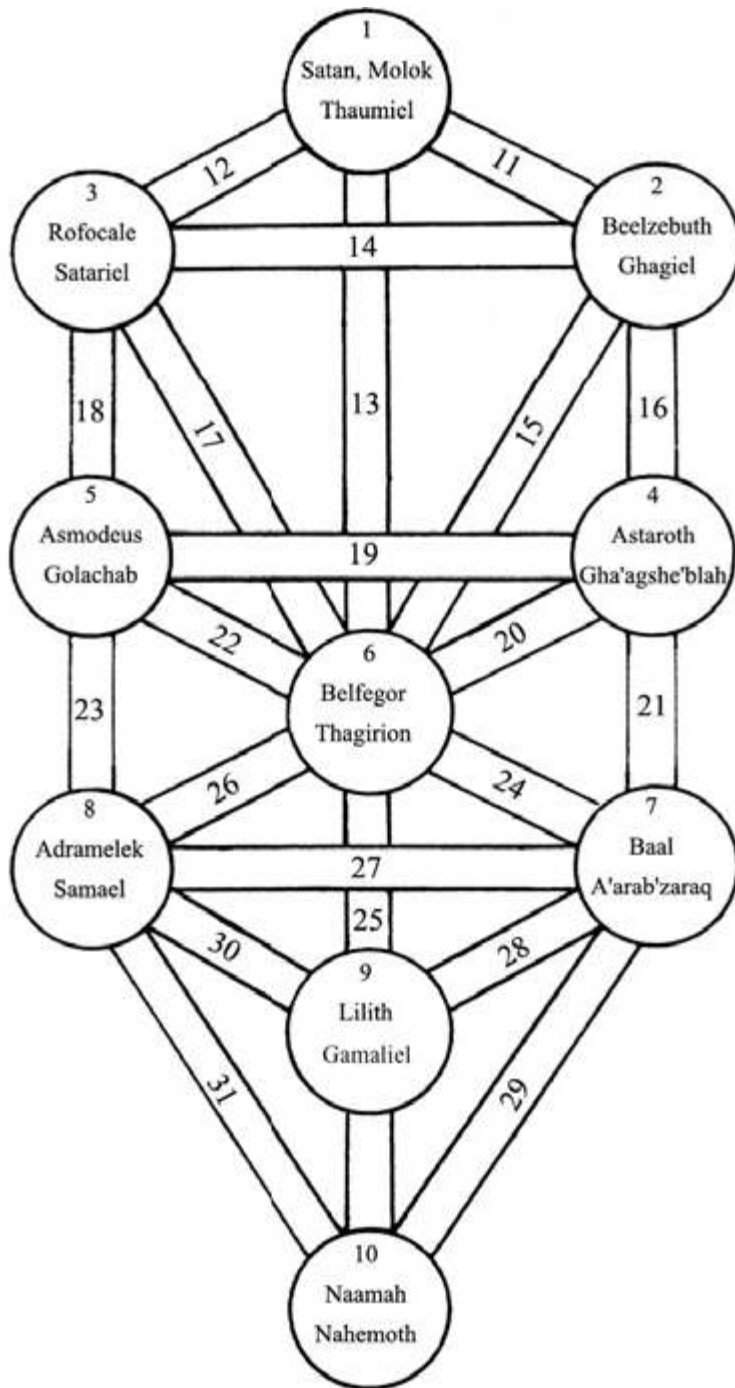 1
Satan, Molok
Thaumiel
12
11
3
Rofocale
Satariel
2
Beelzebuth
Ghagiel
14
13
18
17
15
16
5
Asmodeus
Golachab
4
Astaroth
Gha'agshe'blah
19
22
20
6
Belfegor
Thagirion
23
21
26
24
8
Adramelek
Samael
7
Baal
A'arab'zaraq
27
25
30
28
9
Lilith
Gamaliel
31
29
10
Naamah
Nahemoth